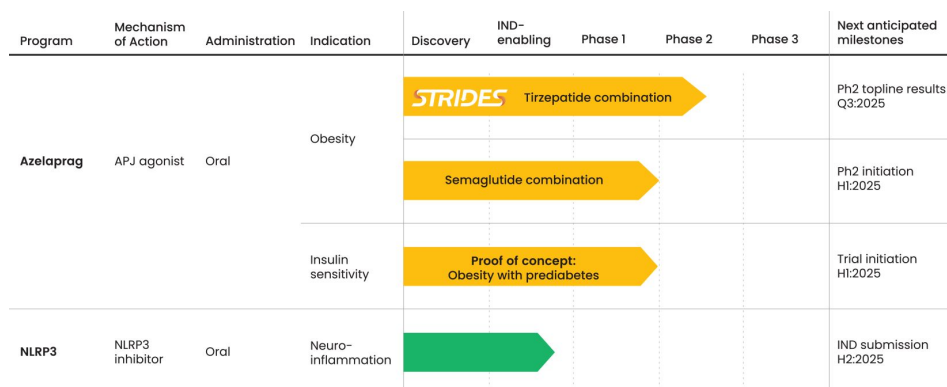 Program
Mechanism
of Action
Administration
Indication
Discovery
IND-
enabling
Phase 1
Phase 2
Phase 3
Next anticipated
milestones
Azelaprag
APJ agonist
Oral
Obesity
STRIDES Tirzepatide combination
Ph2 topline results
Q3:2025
Semaglutide combination
Ph2 initiation
H1:2025
Insulin
sensitivity
Proof of concept:
Obesity with prediabetes
Trial initiation
H1:2025
NLRP3
NLRP3
inhibitor
Oral
Neuro-
inflammation
IND submission
H2:2025